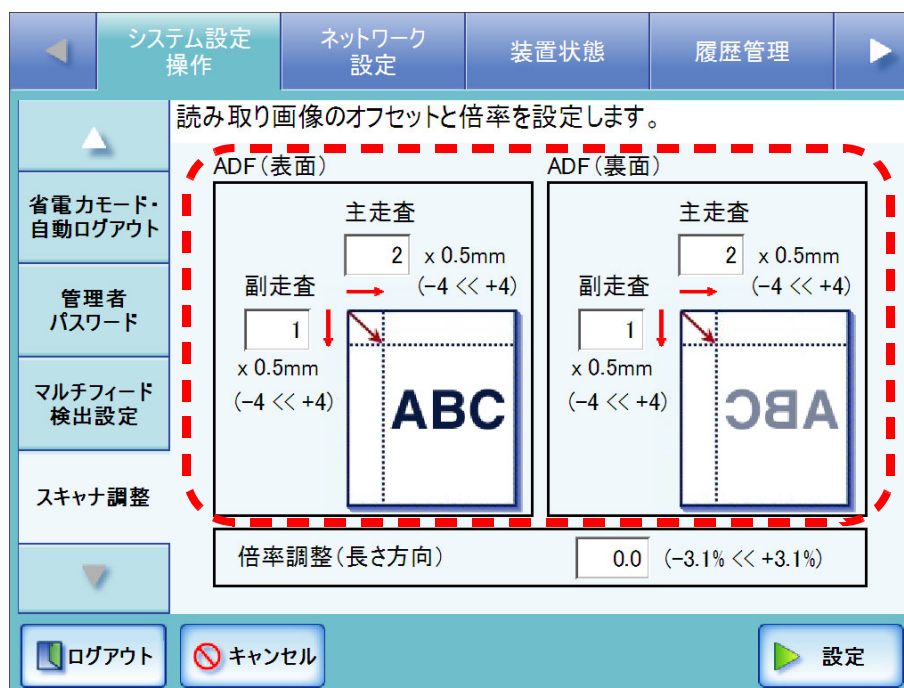 システム設定
操作
ネットワーク
設定
装置状態
履歴管理
読み取り画像のオフセットと倍率を設定します。
省電力モード・
自動ログアウト
管理者
パスワード
マルチフィード
検出設定
スキャナ調整
ADF(表面)
主走査
2 x 0.5mm
(-4 << +4)
副走査
1
x 0.5mm
(-4 << +4)
ABC
ADF(裏面)
主走査
2 x 0.5mm
(-4 << +4)
副走査
1
x 0.5mm
(-4 << +4)
ABC
倍率調整(長さ方向) 0.0 (-3.1% << +3.1%)
ログアウト
キャンセル
設定